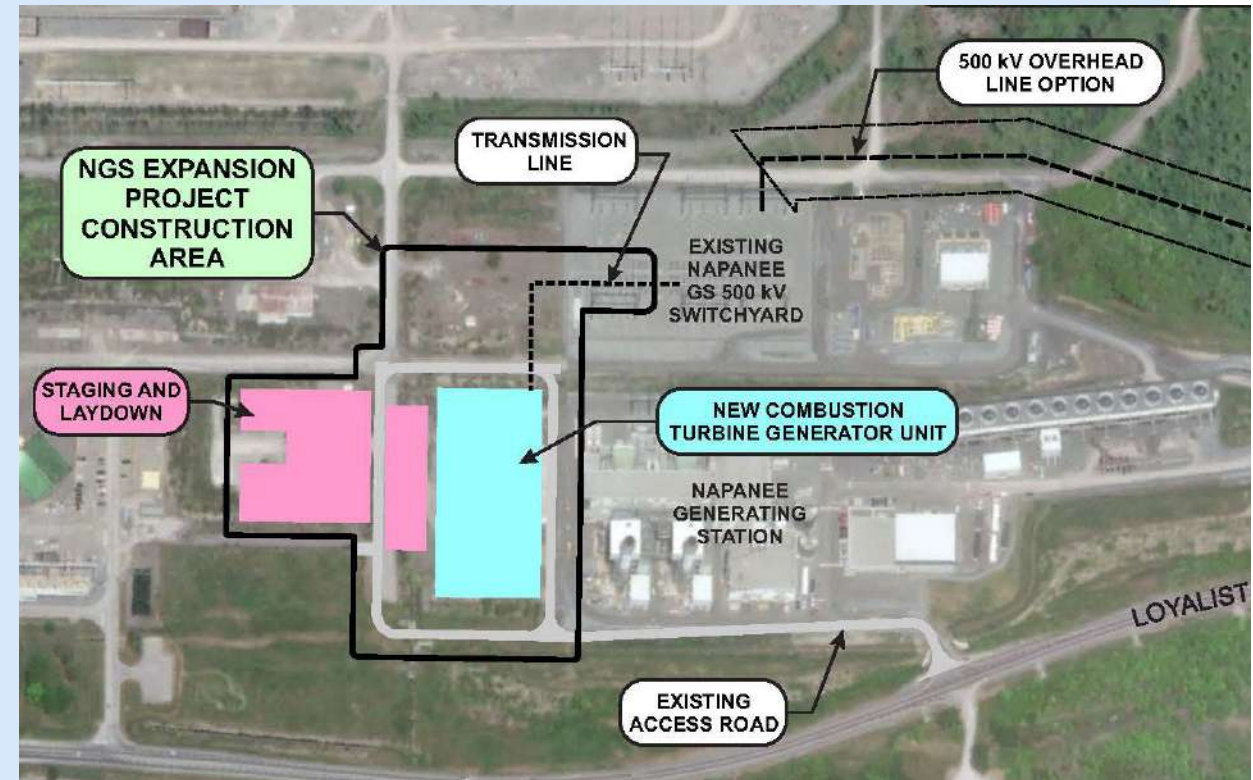 500 kV OVERHEAD
LINE OPTION
TRANSMISSION
LINE
NGS EXPANSION
PROJECT
CONSTRUCTION
AREA
EXISTING
NAPANEE
GS 500 kV
SWITCHYARD
STAGING AND
LAYDOWN
NEW COMBUSTION
TURBINE GENERATOR UNIT
NAPANEE
GENERATING
STATION
LOYALIST
EXISTING
ACCESS ROAD